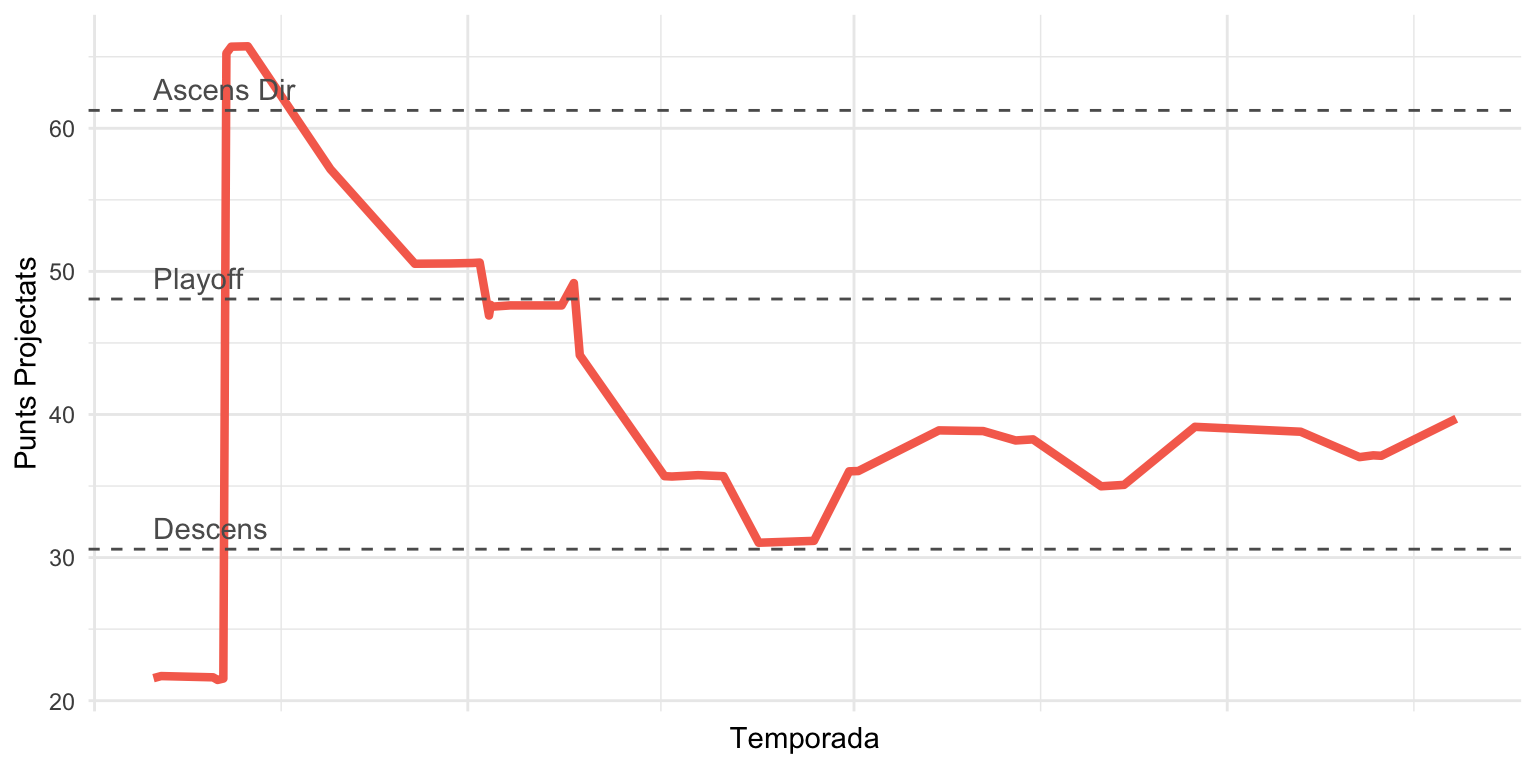 Ascens Dir
60
50
Playoff
40
Descens
30
20
Punts Projectats
Temporada